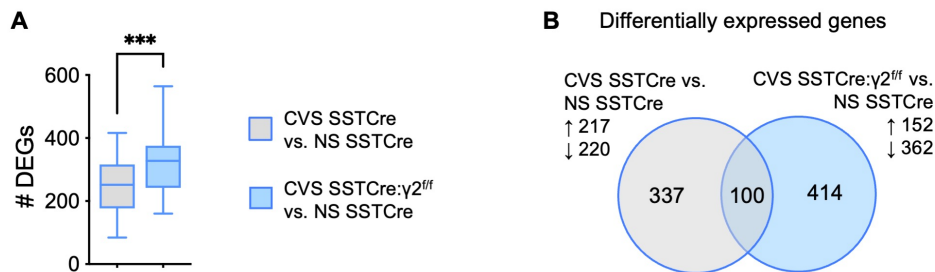 A
***
# DEGs
600
400
200
0
CVS SSTCre
vs. NS SSTCre
CVS SSTCre:γ2f/f
vs. NS SSTCre
B
Differentially expressed genes
CVS SSTCre vs.
NS SSTCre
↑ 217
↓ 220
CVS SSTCre:γ2f/f vs.
NS SSTCre
↑ 152
↓ 362
337
100
414